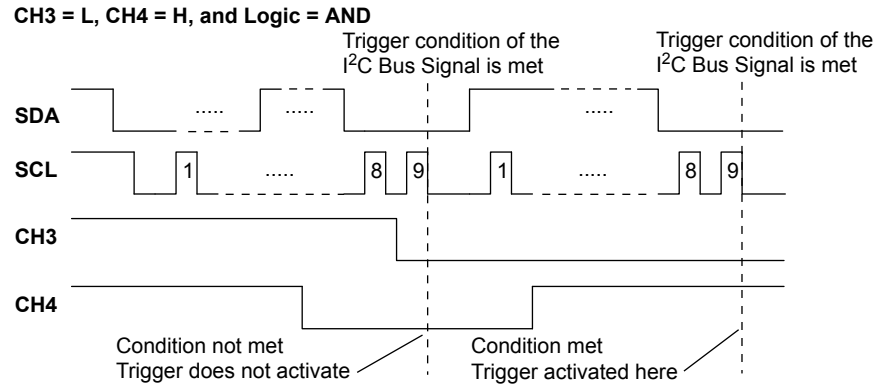 CH3 = L, CH4 = H, and Logic = AND
Trigger condition of the
I²C Bus Signal is met
Trigger condition of the
I²C Bus Signal is met
SDA
.....
.....
.....
SCL
1
.....
8
9
1
.....
8
9
CH3
CH4
Condition not met
Trigger does not activate
Condition met
Trigger activated here